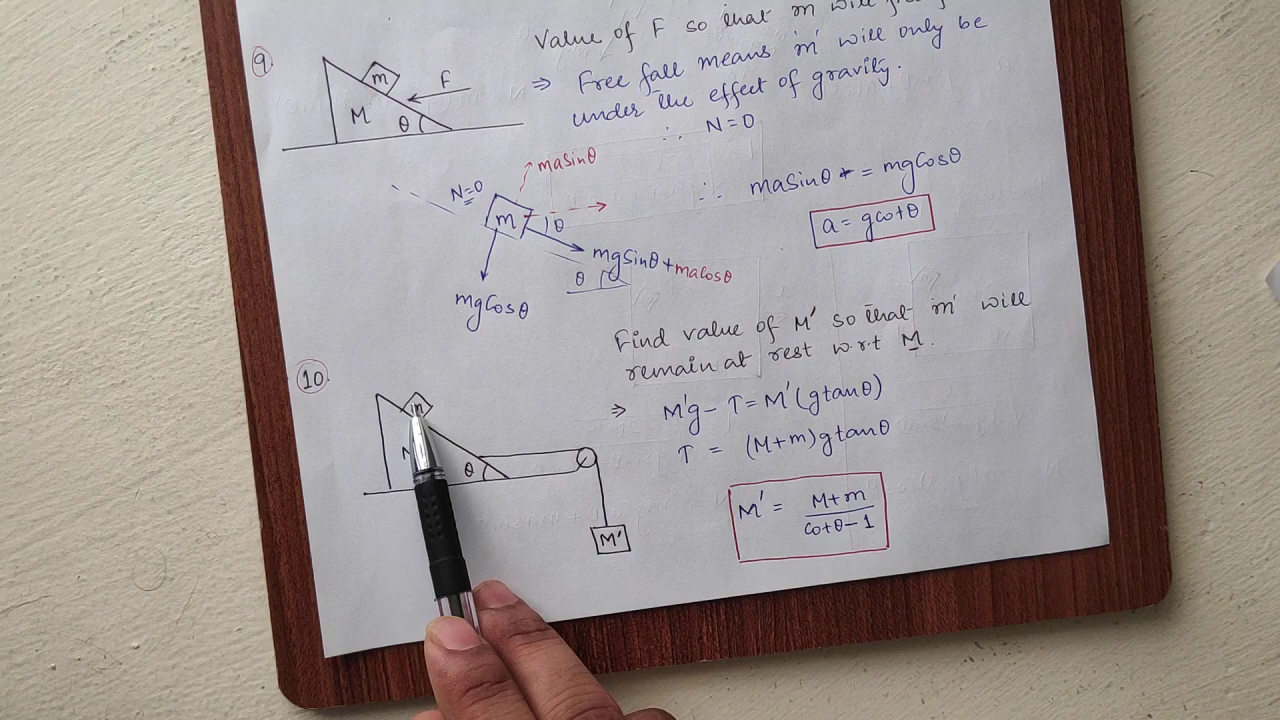 Value of F so that m will
9
m
M
F
θ
⇒ Free fall means 'm' will only be
under the effect of gravity.
∴ N=0
masinθ
N=0
m
θ
mgsinθ+macosθ
θ
mgcosθ
∴ masinθ = mgcosθ
a = gcotθ
10
Find value of M' so that 'm' will
remain at rest w.r.t M.
⇒ M'g - T = M'(gtanθ)
T = (M+m)gtanθ
θ
M' = M+m
cotθ-1
M'